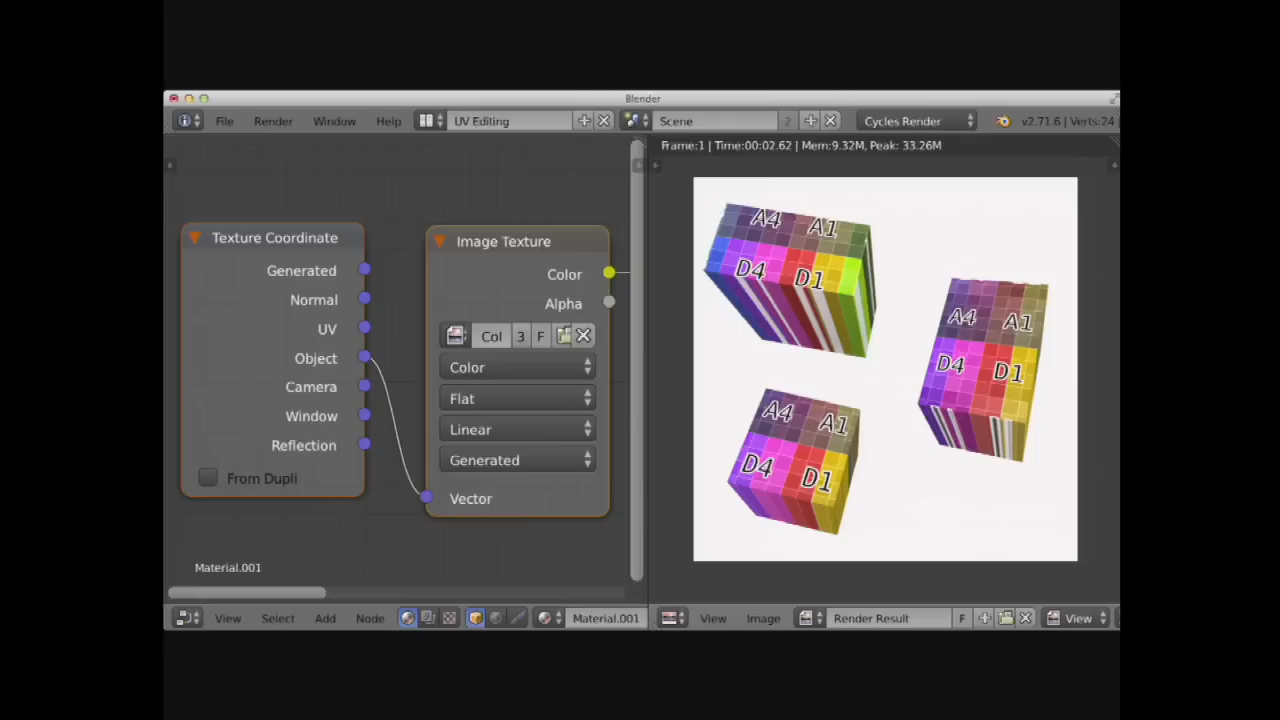 Blender
File Render Window Help UV Editing Scene 2 Cycles Render v2.71.6 | Verts:24 |
Frame:1 | Time:00:02.62 | Mem:9.32M, Peak: 33.26M
Texture Coordinate
Generated
Normal
UV
Object
Camera
Window
Reflection
From Dupli
Image Texture
Color
Alpha
Col 3 F
Color
Flat
Linear
Generated
Vector
A4 A1
D4 D1
A4 A1
D4 D1
A4 A1
D4 D1
Material.001
View Select Add Node Material.001
View Image Render Result F View